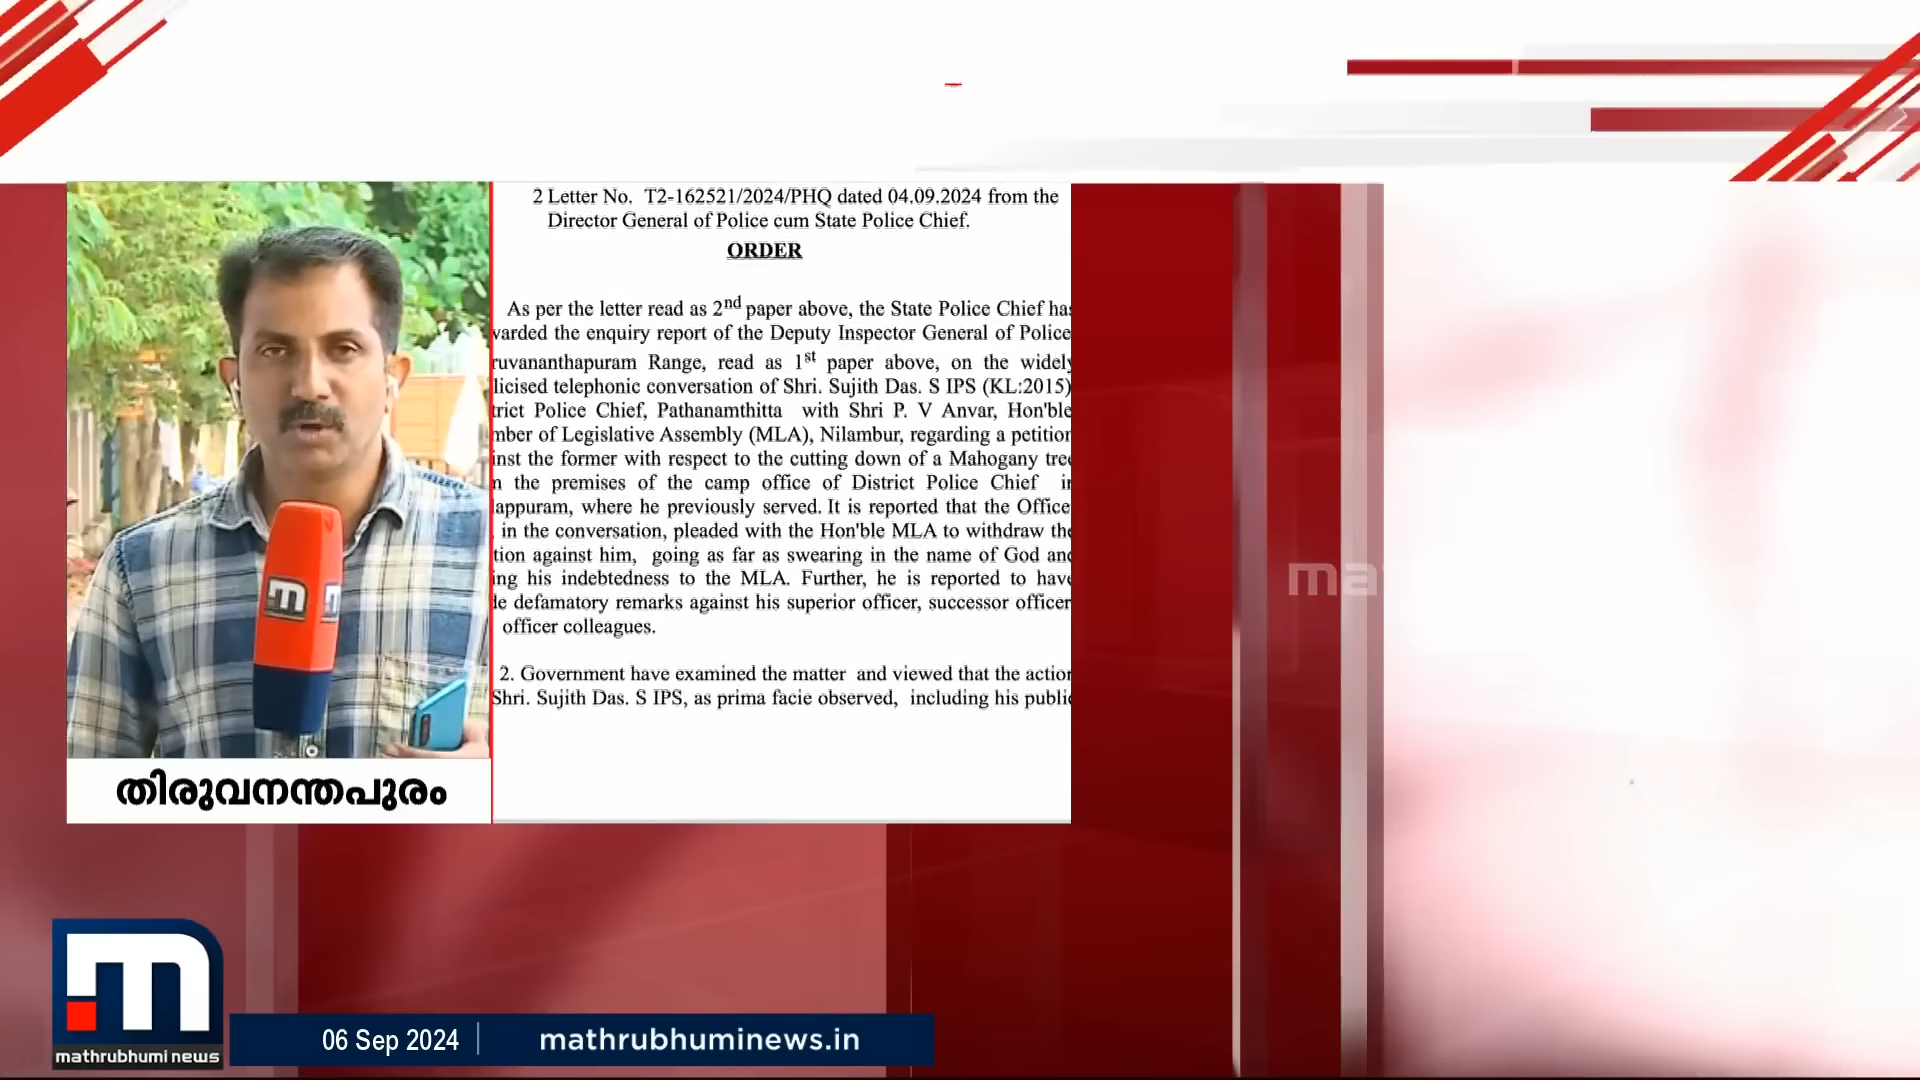 2 Letter No. T2-162521/2024/PHQ dated 04.09.2024 from the
Director General of Police cum State Police Chief.
ORDER
As per the letter read as 2nd paper above, the State Police Chief has
warded the enquiry report of the Deputy Inspector General of Police
ruvananthapuram Range, read as 1st paper above, on the widely
licised telephonic conversation of Shri. Sujith Das. S IPS (KL:2015)
trict Police Chief, Pathanamthitta with Shri P. V Anvar, Hon'ble
mber of Legislative Assembly (MLA), Nilambur, regarding a petition
inst the former with respect to the cutting down of a Mahogany tree
n the premises of the camp office of District Police Chief in
lappuram, where he previously served. It is reported that the Office
in the conversation, pleaded with the Hon'ble MLA to withdraw the
tion against him, going as far as swearing in the name of God and
ing his indebtedness to the MLA. Further, he is reported to have
le defamatory remarks against his superior officer, successor officer
officer colleagues.
2. Government have examined the matter and viewed that the action
Shri. Sujith Das. S IPS, as prima facie observed, including his public
തിരുവനന്തപുരം
ma
mathrubhumi news
06 Sep 2024
mathrubhuminews.in